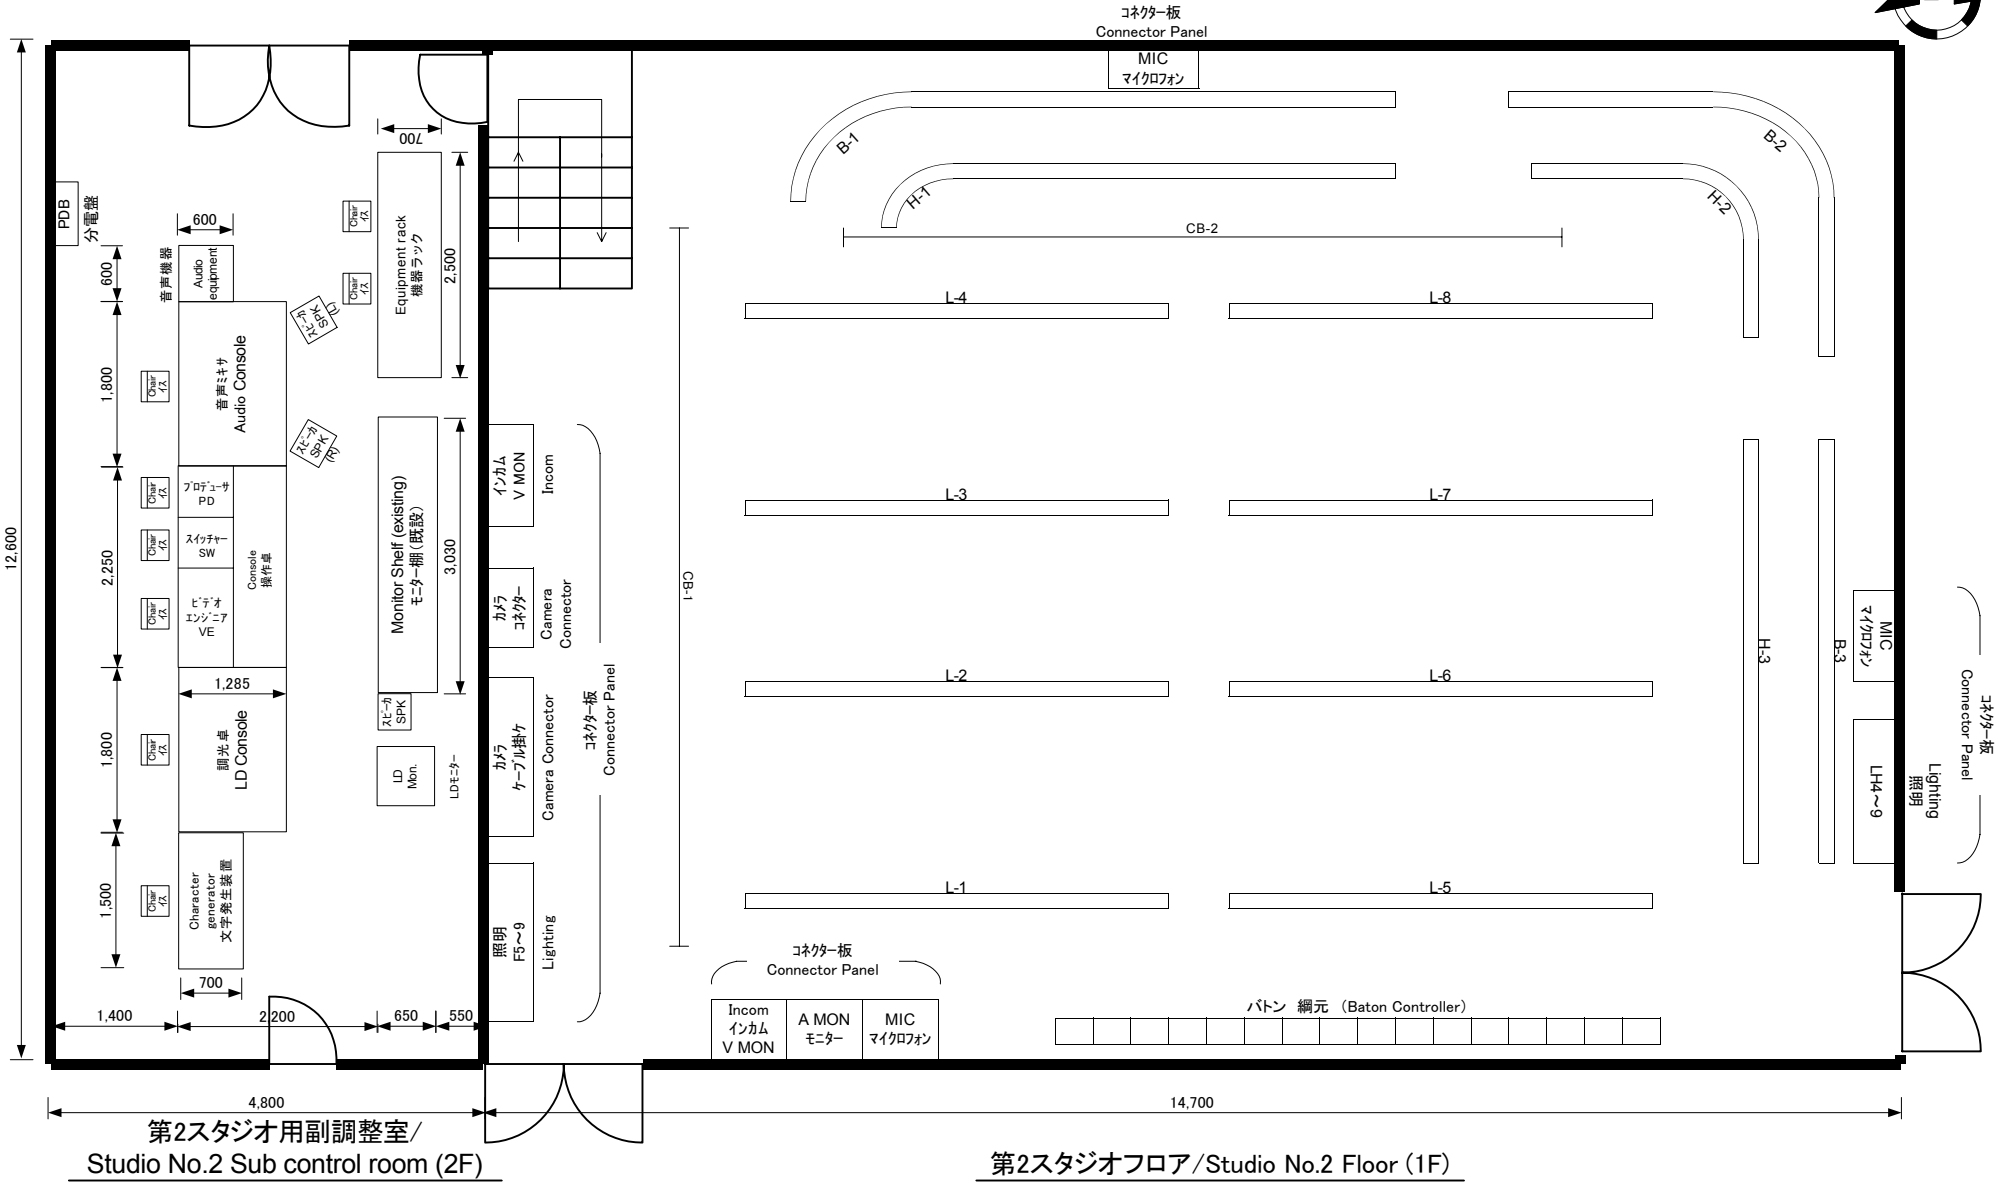 コネクター板
Connector Panel
MIC
マイクロフォン
B-1
B-2
H-1
H-2
CB-2
700
PDB
分電盤
600
600
音声機器
Audio
equipment
Chair
イス
Chair
イス
Equipment rack
機器ラック
2,500
スピーカ
SPK
(L)
L-4
L-8
1,800
Chair
イス
音声ミキサ
Audio Console
スピーカ
SPK
(R)
12,600
2,250
Chair
イス
プロデューサ
PD
Chair
イス
スイッチャー
SW
Chair
イス
ビデオ
エンジニア
VE
Console
操作卓
Monitor Shelf (existing)
モニター棚(既設)
3,030
インカム
V MON
Incom
カメラ
コネクター
Camera
Connector
コネクター板
Connector Panel
CB-1
L-3
L-7
L-2
L-6
H-3
B-3
MIC
マイクロフォン
コネクター板
Connector Panel
1,285
1,800
Chair
イス
調光卓
LD Console
スピーカ
SPK
LD
Mon.
LDモニター
カメラ
ケーブル掛ケ
Camera Connector
LH4~9
Lighting
照明
1,500
Chair
イス
Character
generator
文字発生装置
700
照明
F5~9
Lighting
L-1
L-5
1,400
2,200
650
550
コネクター板
Connector Panel
Incom
インカム
V MON
A MON
モニター
MIC
マイクロフォン
バトン 綱元 (Baton Controller)
4,800
14,700
第2スタジオ用副調整室/
Studio No.2 Sub control room (2F)
第2スタジオフロア/Studio No.2 Floor (1F)